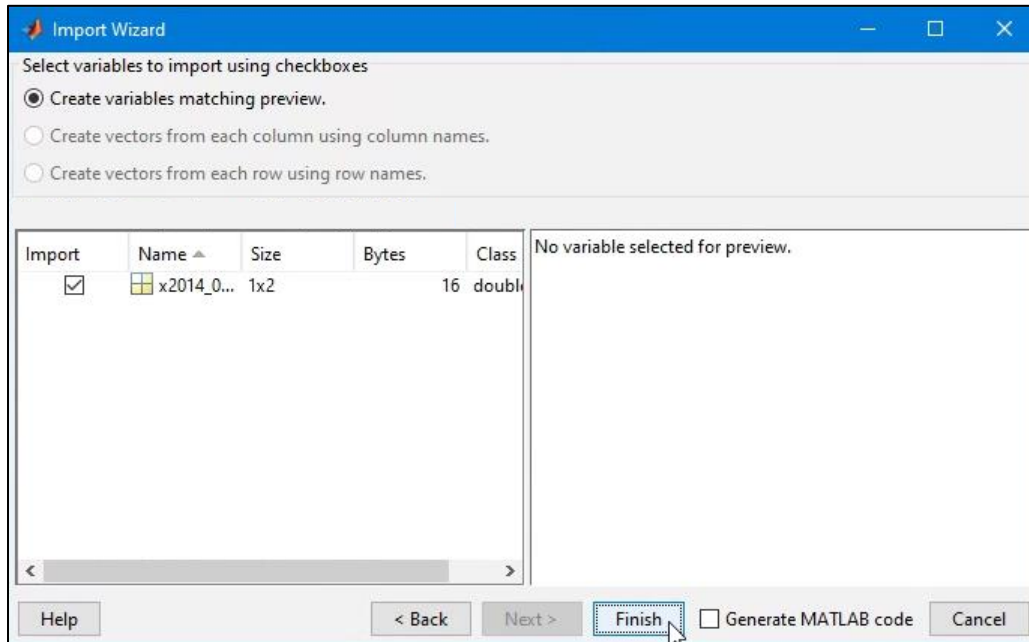 Import Wizard
Select variables to import using checkboxes
Create variables matching preview.
Create vectors from each column using column names.
Create vectors from each row using row names.
Import Name Size Bytes Class
x2014_0... 1x2 16 double
No variable selected for preview.
Help < Back Next > Finish Generate MATLAB code Cancel